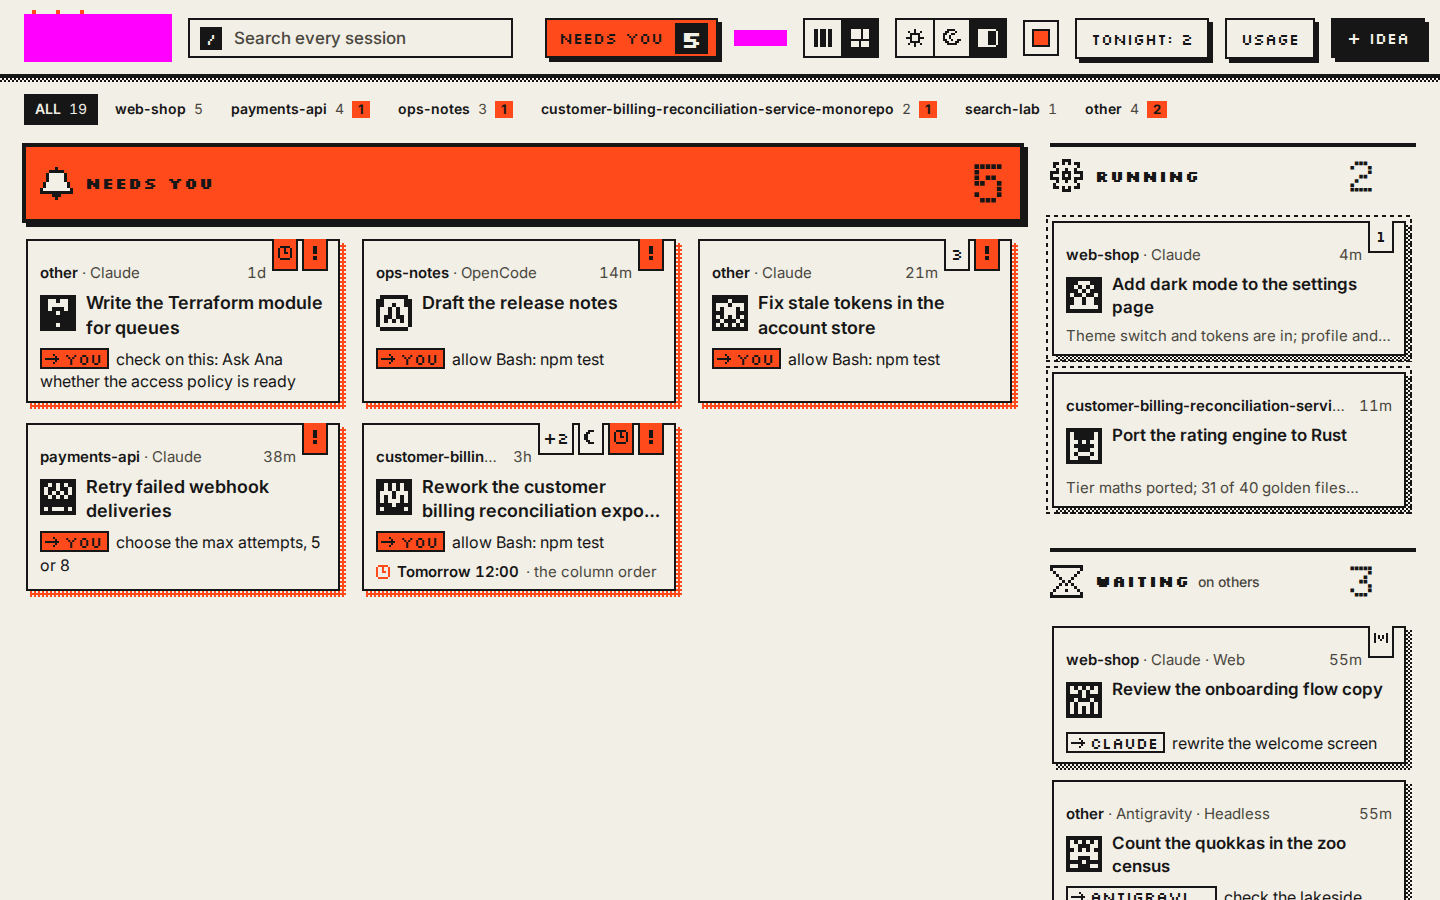 / Search every session
NEEDS YOU 5
TONIGHT: 2
USAGE
+ IDEA
ALL 19
web-shop 5
payments-api 4 1
ops-notes 3 1
customer-billing-reconciliation-service-monorepo 2 1
search-lab 1
other 4 2
NEEDS YOU 5
other · Claude 1d !
Write the Terraform module
for queues
→ YOU check on this: Ask Ana
whether the access policy is ready
ops-notes · OpenCode 14m !
Draft the release notes
→ YOU allow Bash: npm test
other · Claude 21m 3 !
Fix stale tokens in the
account store
→ YOU allow Bash: npm test
payments-api · Claude 38m !
Retry failed webhook
deliveries
→ YOU choose the max attempts, 5
or 8
customer-billin... 3h +2 !
Rework the customer
billing reconciliation expo...
→ YOU allow Bash: npm test
Tomorrow 12:00 · the column order
RUNNING 2
web-shop · Claude 4m 1
Add dark mode to the settings
page
Theme switch and tokens are in; profile and...
customer-billing-reconciliation-servi... 11m
Port the rating engine to Rust
Tier maths ported; 31 of 40 golden files...
WAITING on others 3
web-shop · Claude · Web 55m
Review the onboarding flow copy
→ CLAUDE rewrite the welcome screen
other · Antigravity · Headless 55m
Count the quokkas in the zoo
census
check the lakeside